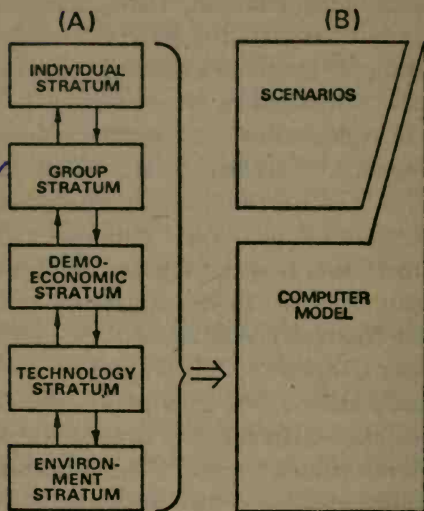 (A)
INDIVIDUAL
STRATUM
GROUP
STRATUM
DEMO-
ECONOMIC
STRATUM
TECHNOLOGY
STRATUM
ENVIRON-
MENT
STRATUM
(B)
SCENARIOS
COMPUTER
MODEL